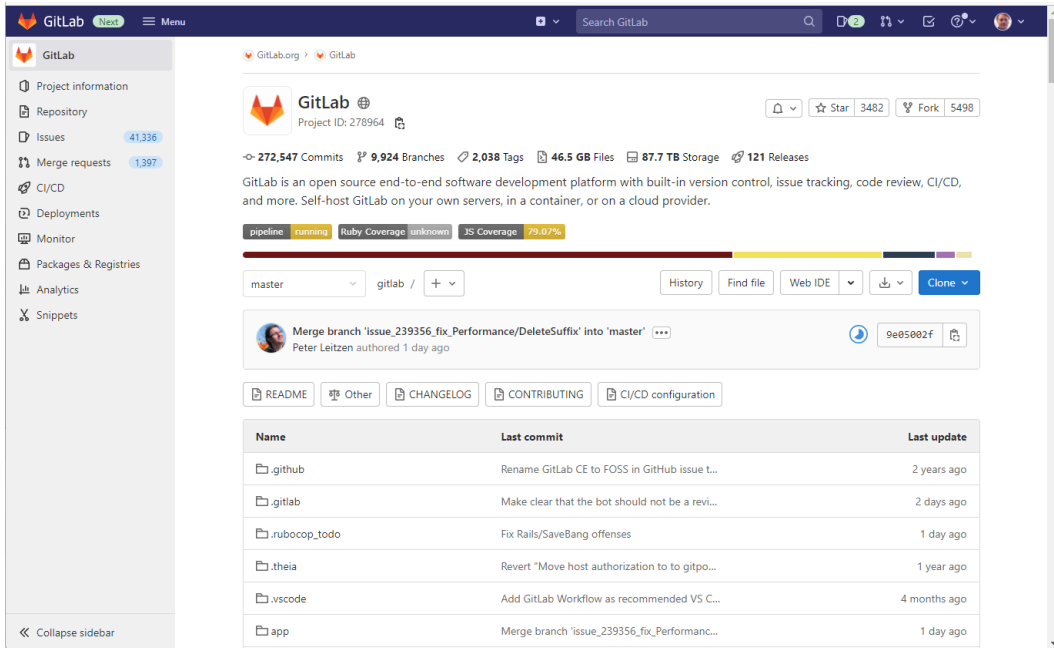 GitLab Next Menu Search GitLab 2
GitLab
Project information
Repository
Issues 41,336
Merge requests 1,397
CI/CD
Deployments
Monitor
Packages & Registries
Analytics
Snippets
Collapse sidebar
GitLab.org > GitLab
GitLab
Project ID: 278964
Star 3482 Fork 5498
272,547 Commits 9,924 Branches 2,038 Tags 46.5 GB Files 87.7 TB Storage 121 Releases
GitLab is an open source end-to-end software development platform with built-in version control, issue tracking, code review, CI/CD,
and more. Self-host GitLab on your own servers, in a container, or on a cloud provider.
pipeline running Ruby Coverage unknown JS Coverage 79.07%
master gitlab / + History Find file Web IDE Clone
Merge branch 'issue_239356_fix_Performance/DeleteSuffix' into 'master' •••
Peter Leitzen authored 1 day ago
9e05002f
README Other CHANGELOG CONTRIBUTING CI/CD configuration
Name Last commit Last update
.github Rename GitLab CE to FOSS in GitHub issue t... 2 years ago
.gitlab Make clear that the bot should not be a revi... 2 days ago
.rubocop_todo Fix Rails/SaveBang offenses 1 day ago
.theia Revert "Move host authorization to to gitpo... 1 year ago
.vscode Add GitLab Workflow as recommended VS C... 4 months ago
app Merge branch 'issue_239356_fix_Performanc... 1 day ago